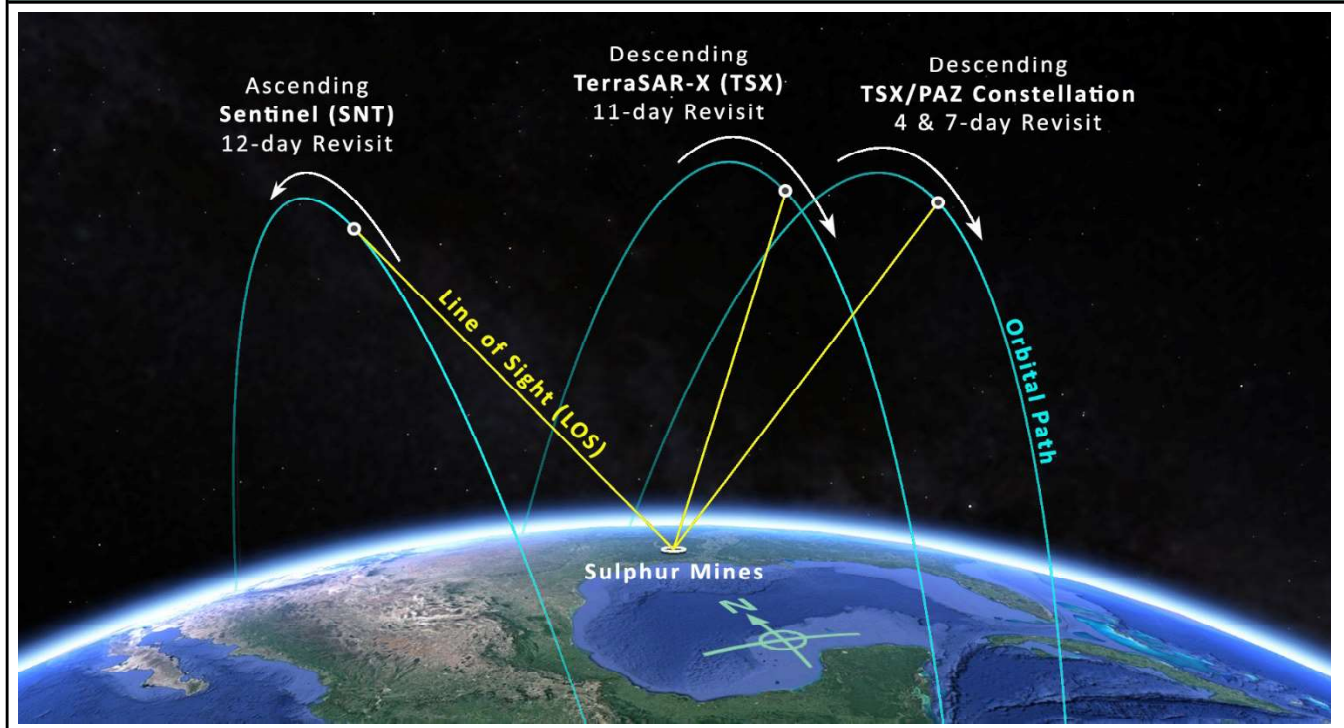 Ascending
Sentinel (SNT)
12-day Revisit
Descending
TerraSAR-X (TSX)
11-day Revisit
Descending
TSX/PAZ Constellation
4 & 7-day Revisit
Line of Sight (LOS)
Orbital Path
Sulphur Mines
N